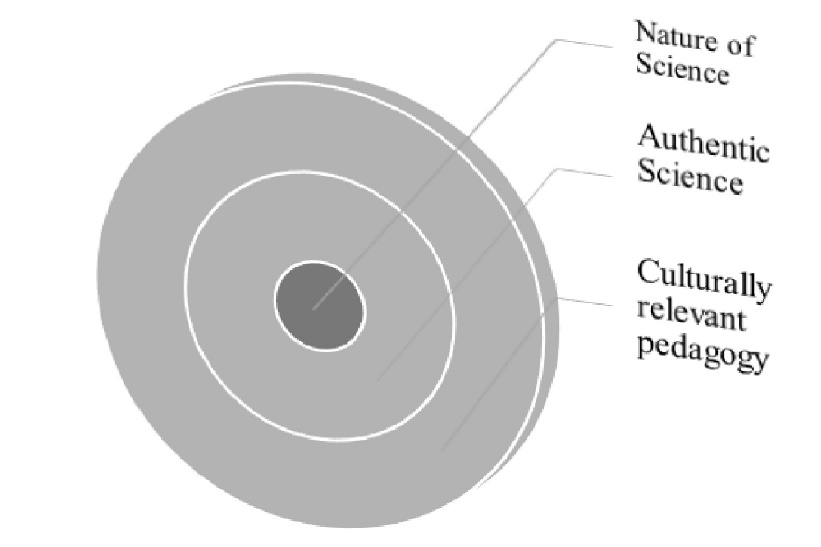 Nature of
Science
Authentic
Science
Culturally
relevant
pedagogy